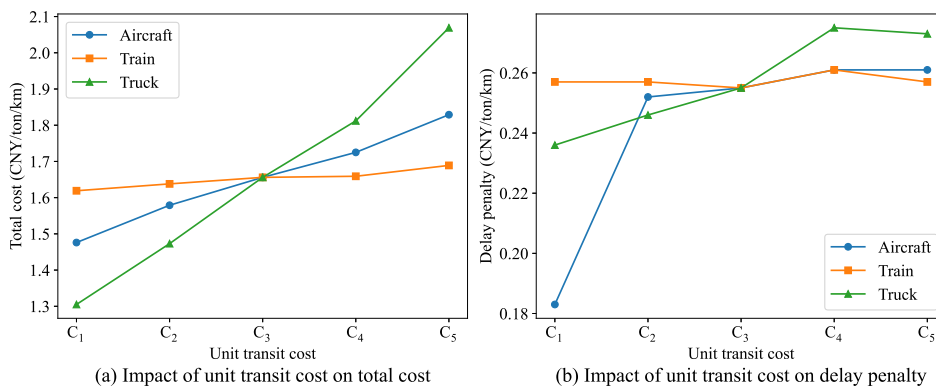 2.1
2.0
1.9
1.8
1.7
1.6
1.5
1.4
1.3
Total cost (CNY/ton/km)
Aircraft
Train
Truck
C1 C2 C3 C4 C5
Unit transit cost
(a) Impact of unit transit cost on total cost
0.26
0.24
0.22
0.20
0.18
Delay penalty (CNY/ton/km)
Aircraft
Train
Truck
C1 C2 C3 C4 C5
Unit transit cost
(b) Impact of unit transit cost on delay penalty